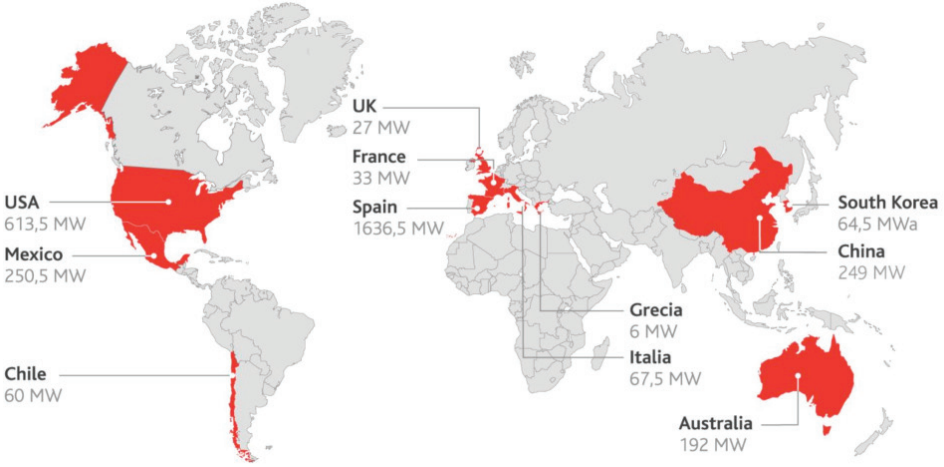 UK
27 MW
France
33 MW
USA
613,5 MW
Spain
1636,5 MW
South Korea
64,5 MWa
Mexico
250,5 MW
China
249 MW
Grecia
6 MW
Italia
67,5 MW
Chile
60 MW
Australia
192 MW